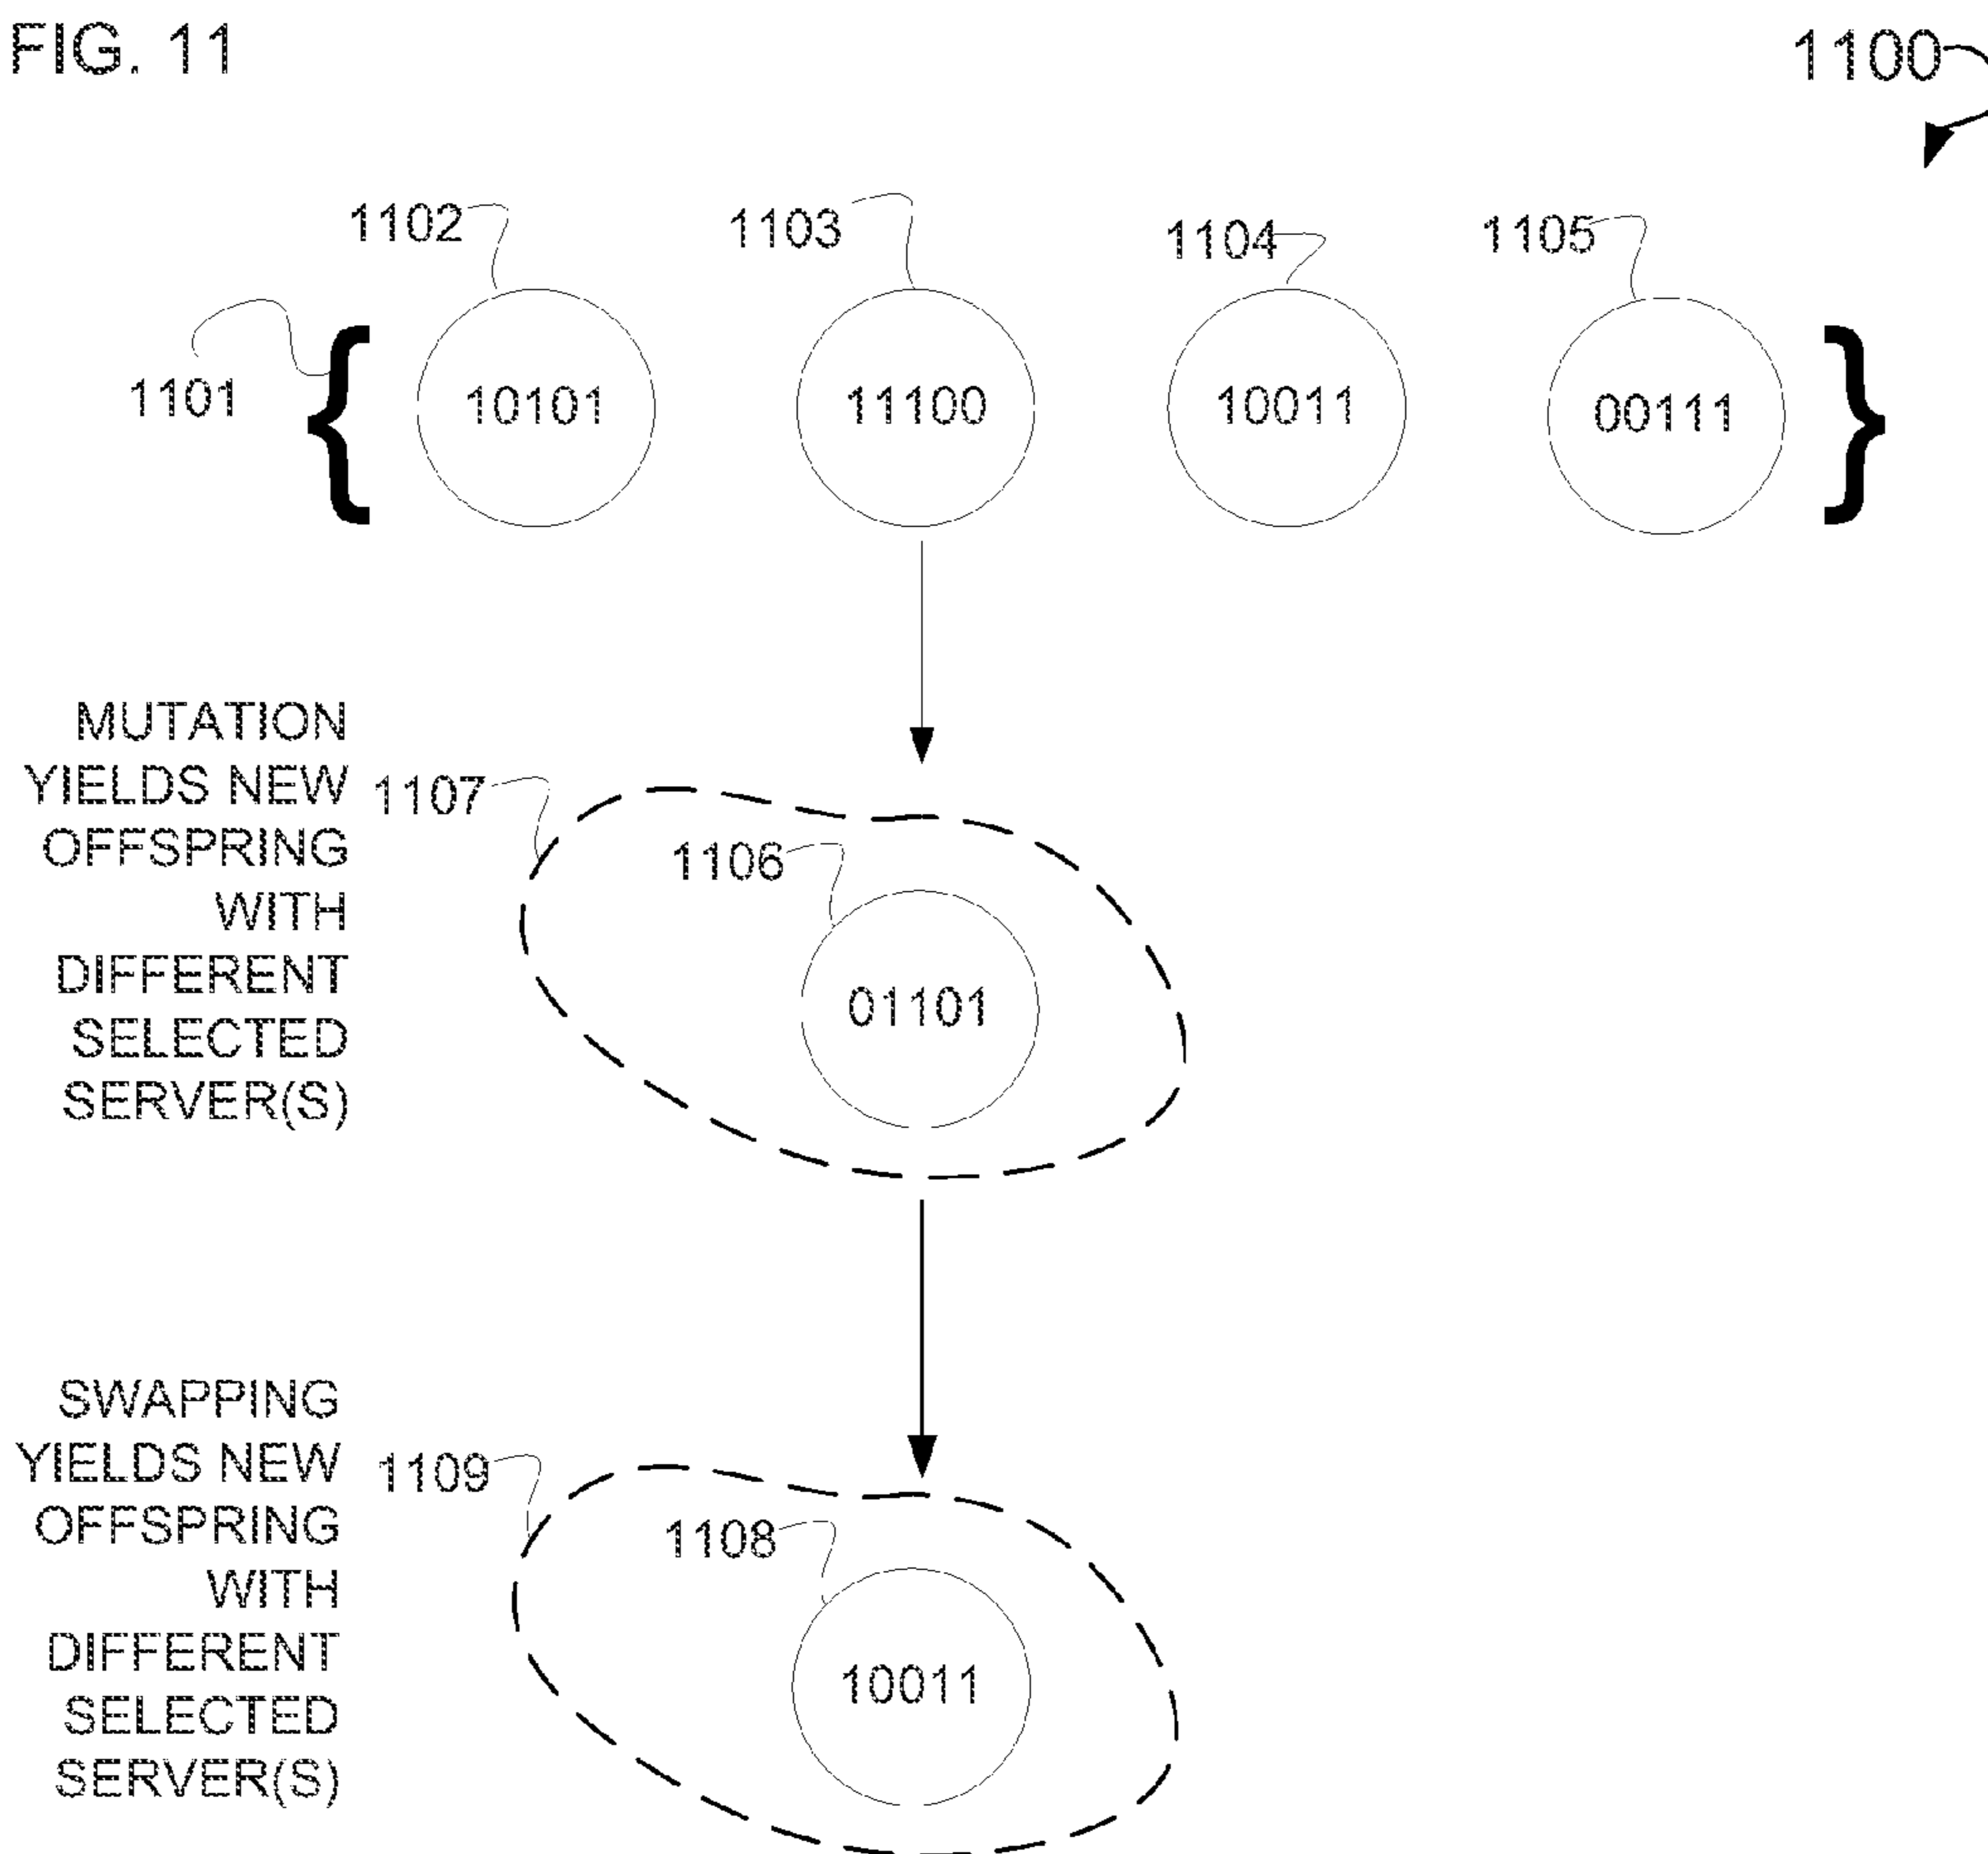 FIG. 11
1100
1102
1103
1104
1105
1101
{
10101
11100
10011
00111
}
MUTATION
YIELDS NEW
OFFSPRING
WITH
DIFFERENT
SELECTED
SERVER(S)
1107
1106
01101
SWAPPING
YIELDS NEW
OFFSPRING
WITH
DIFFERENT
SELECTED
SERVER(S)
1109
1108
10011